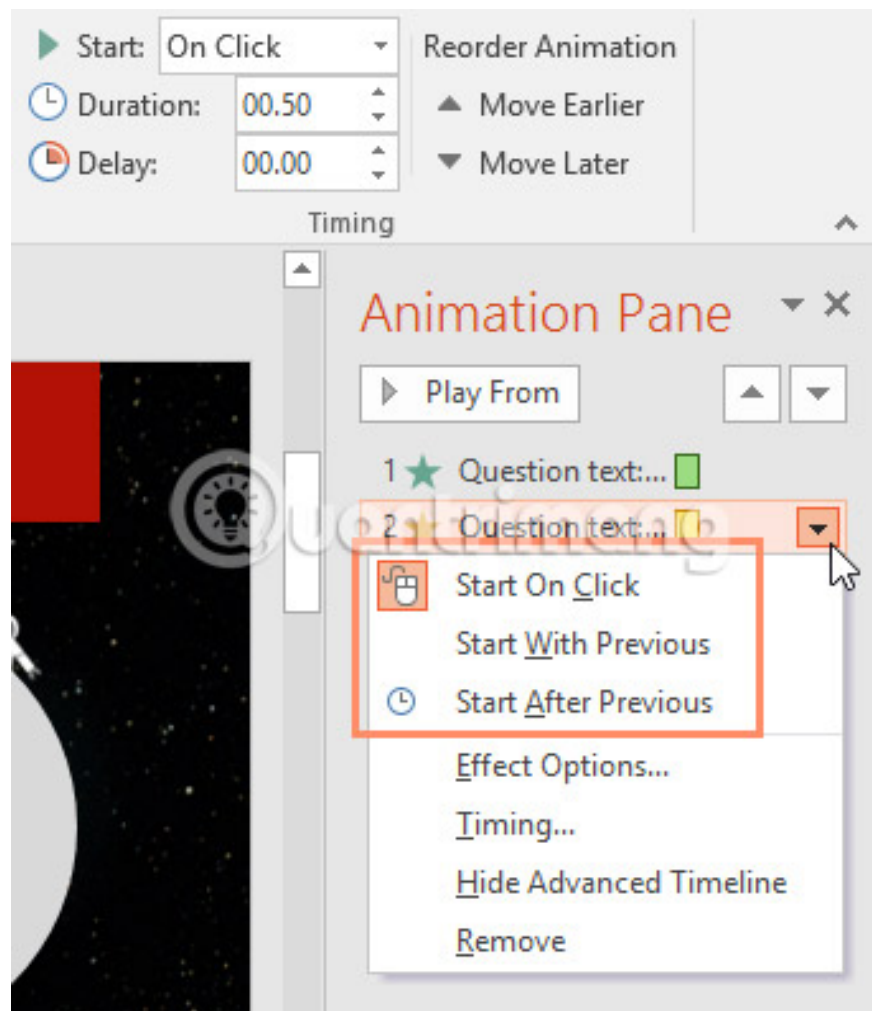 Start: On Click
Reorder Animation
Duration: 00.50
Move Earlier
Delay: 00.00
Move Later
Timing
Animation Pane
Play From
1 Question text:...
2 Question text:...
Quantrimang
Start On Click
Start With Previous
Start After Previous
Effect Options...
Timing...
Hide Advanced Timeline
Remove